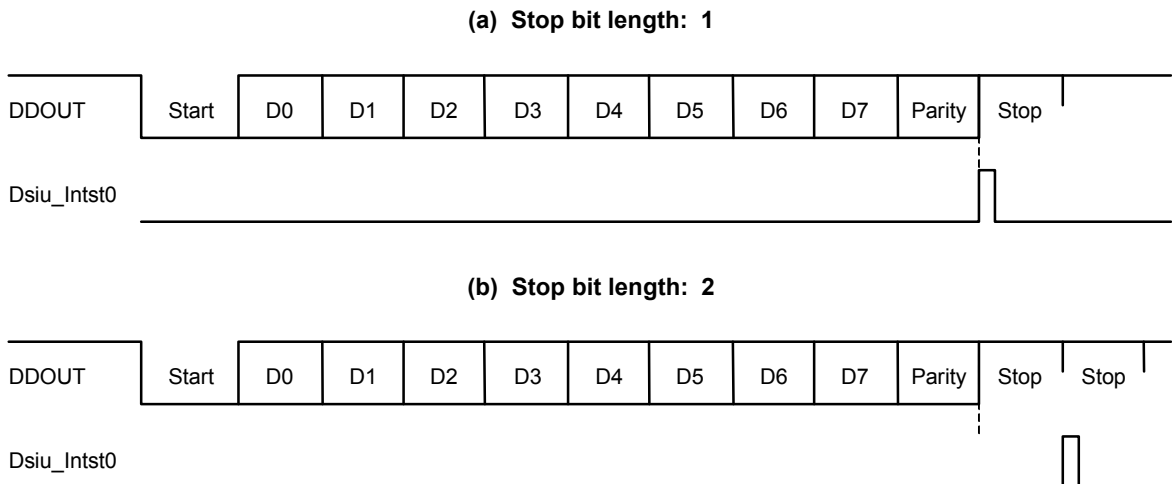 (a) Stop bit length: 1
DDOUT Start D0 D1 D2 D3 D4 D5 D6 D7 Parity Stop
Dsiu_Intst0
(b) Stop bit length: 2
DDOUT Start D0 D1 D2 D3 D4 D5 D6 D7 Parity Stop Stop
Dsiu_Intst0